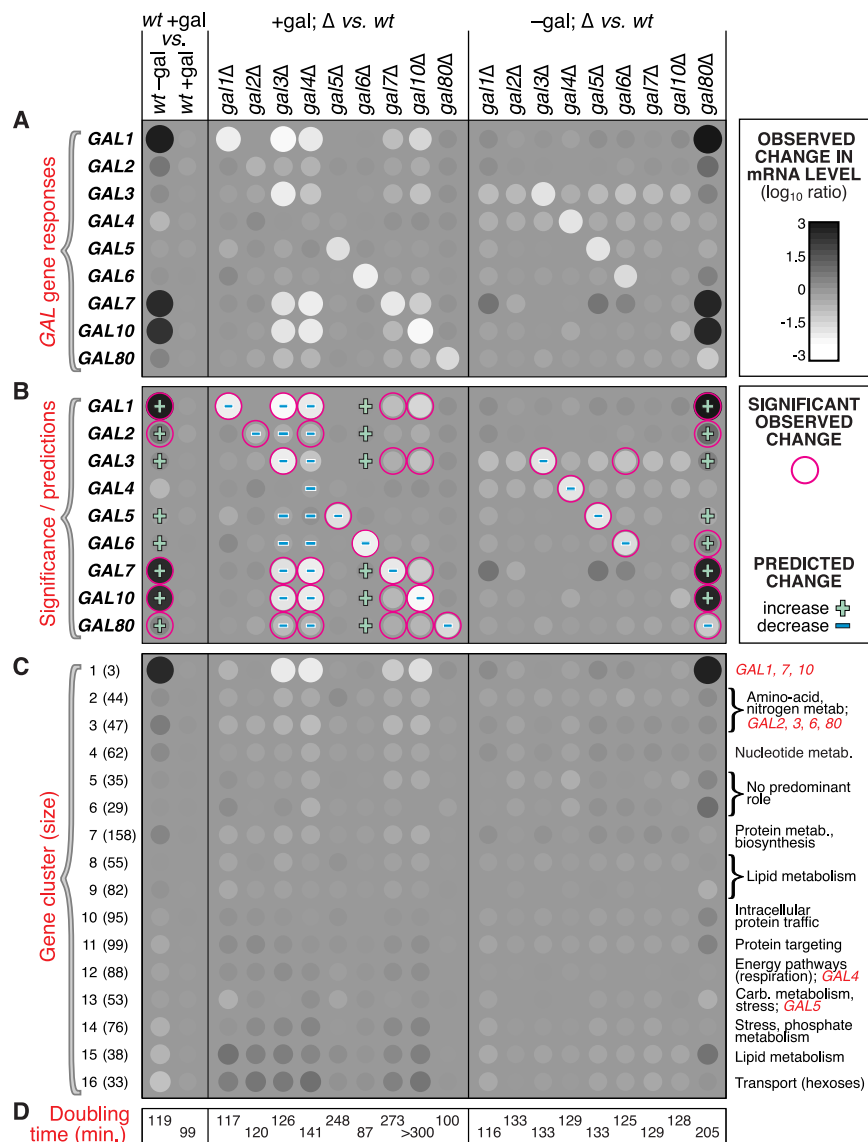 wt +gal
vs.
wt –gal
wt +gal
+gal; Δ vs. wt
gal1Δ
gal2Δ
gal3Δ
gal4Δ
gal5Δ
gal6Δ
gal7Δ
gal10Δ
gal80Δ
–gal; Δ vs. wt
gal1Δ
gal2Δ
gal3Δ
gal4Δ
gal5Δ
gal6Δ
gal7Δ
gal10Δ
gal80Δ
A
GAL gene responses
GAL1
GAL2
GAL3
GAL4
GAL5
GAL6
GAL7
GAL10
GAL80
OBSERVED
CHANGE IN
mRNA LEVEL
(log10 ratio)
3
1.5
0
-1.5
-3
B
Significance / predictions
GAL1
GAL2
GAL3
GAL4
GAL5
GAL6
GAL7
GAL10
GAL80
SIGNIFICANT
OBSERVED
CHANGE
PREDICTED
CHANGE
increase +
decrease –
C
Gene cluster (size)
1 (3)
2 (44)
3 (47)
4 (62)
5 (35)
6 (29)
7 (158)
8 (55)
9 (82)
10 (95)
11 (99)
12 (88)
13 (53)
14 (76)
15 (38)
16 (33)
GAL1, 7, 10
Amino-acid,
nitrogen metab;
GAL2, 3, 6, 80
Nucleotide metab.
No predominant
role
Protein metab.,
biosynthesis
Lipid metabolism
Intracellular
protein traffic
Protein targeting
Energy pathways
(respiration); GAL4
Carb. metabolism,
stress; GAL5
Stress, phosphate
metabolism
Lipid metabolism
Transport (hexoses)
D
Doubling
time (min.)
119 117 126 248 273 100 133 129 125 128
99 120 141 87 >300 116 133 133 129 205